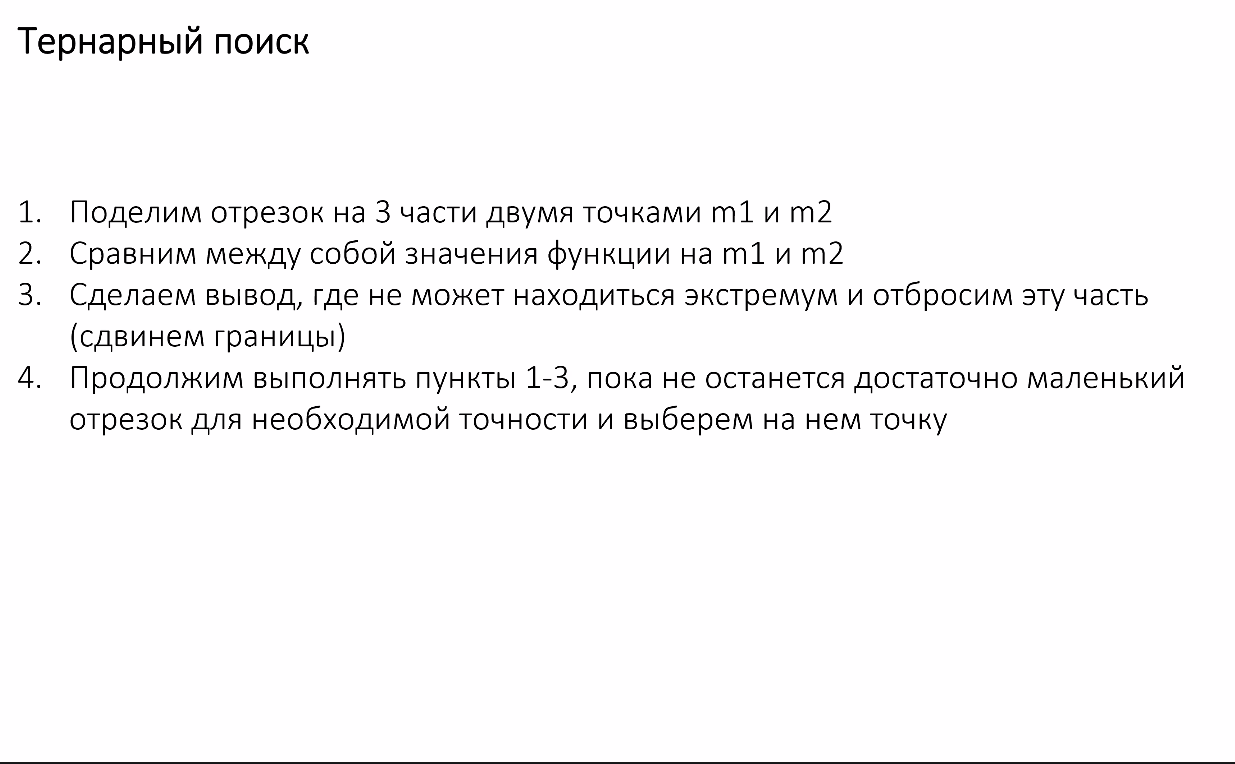 Тернарный поиск
1. Поделим отрезок на 3 части двумя точками m1 и m2
2. Сравним между собой значения функции на m1 и m2
3. Сделаем вывод, где не может находиться экстремум и отбросим эту часть
(сдвинем границы)
4. Продолжим выполнять пункты 1-3, пока не останется достаточно маленький
отрезок для необходимой точности и выберем на нем точку